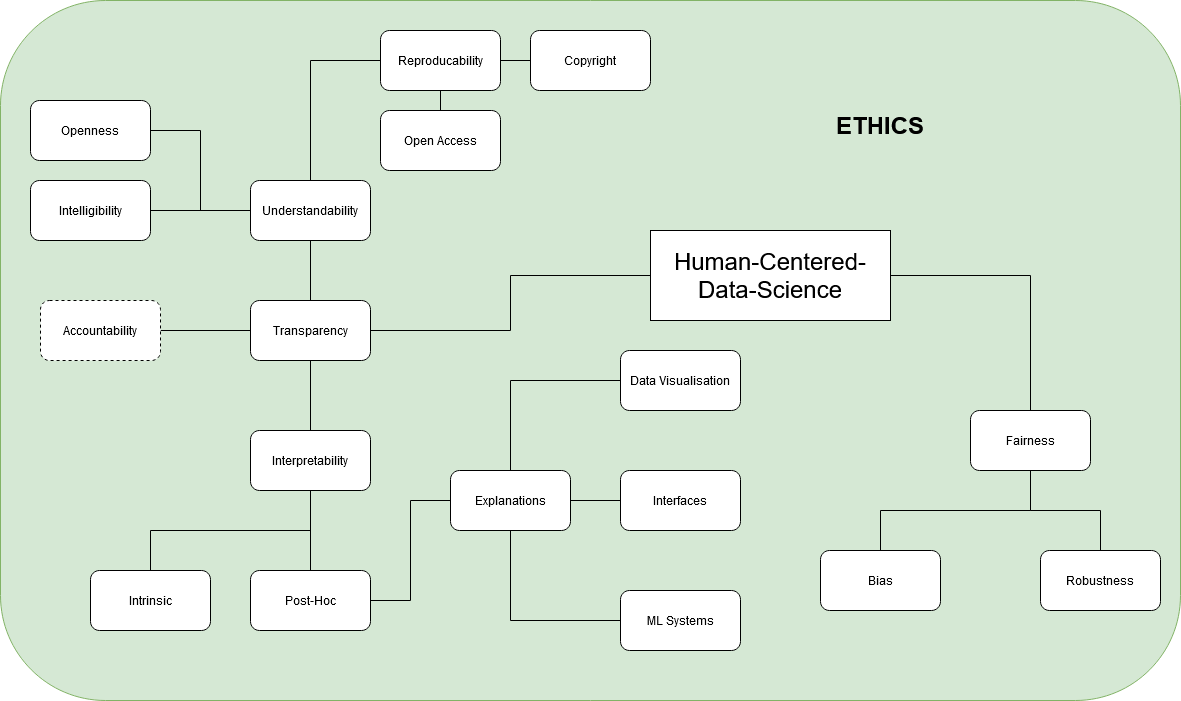 Reproducability
Copyright
Openness
Open Access
ETHICS
Intelligibility
Understandability
Human-Centered-
Data-Science
Accountability
Transparency
Data Visualisation
Fairness
Interpretability
Explanations
Interfaces
Intrinsic
Post-Hoc
ML Systems
Bias
Robustness